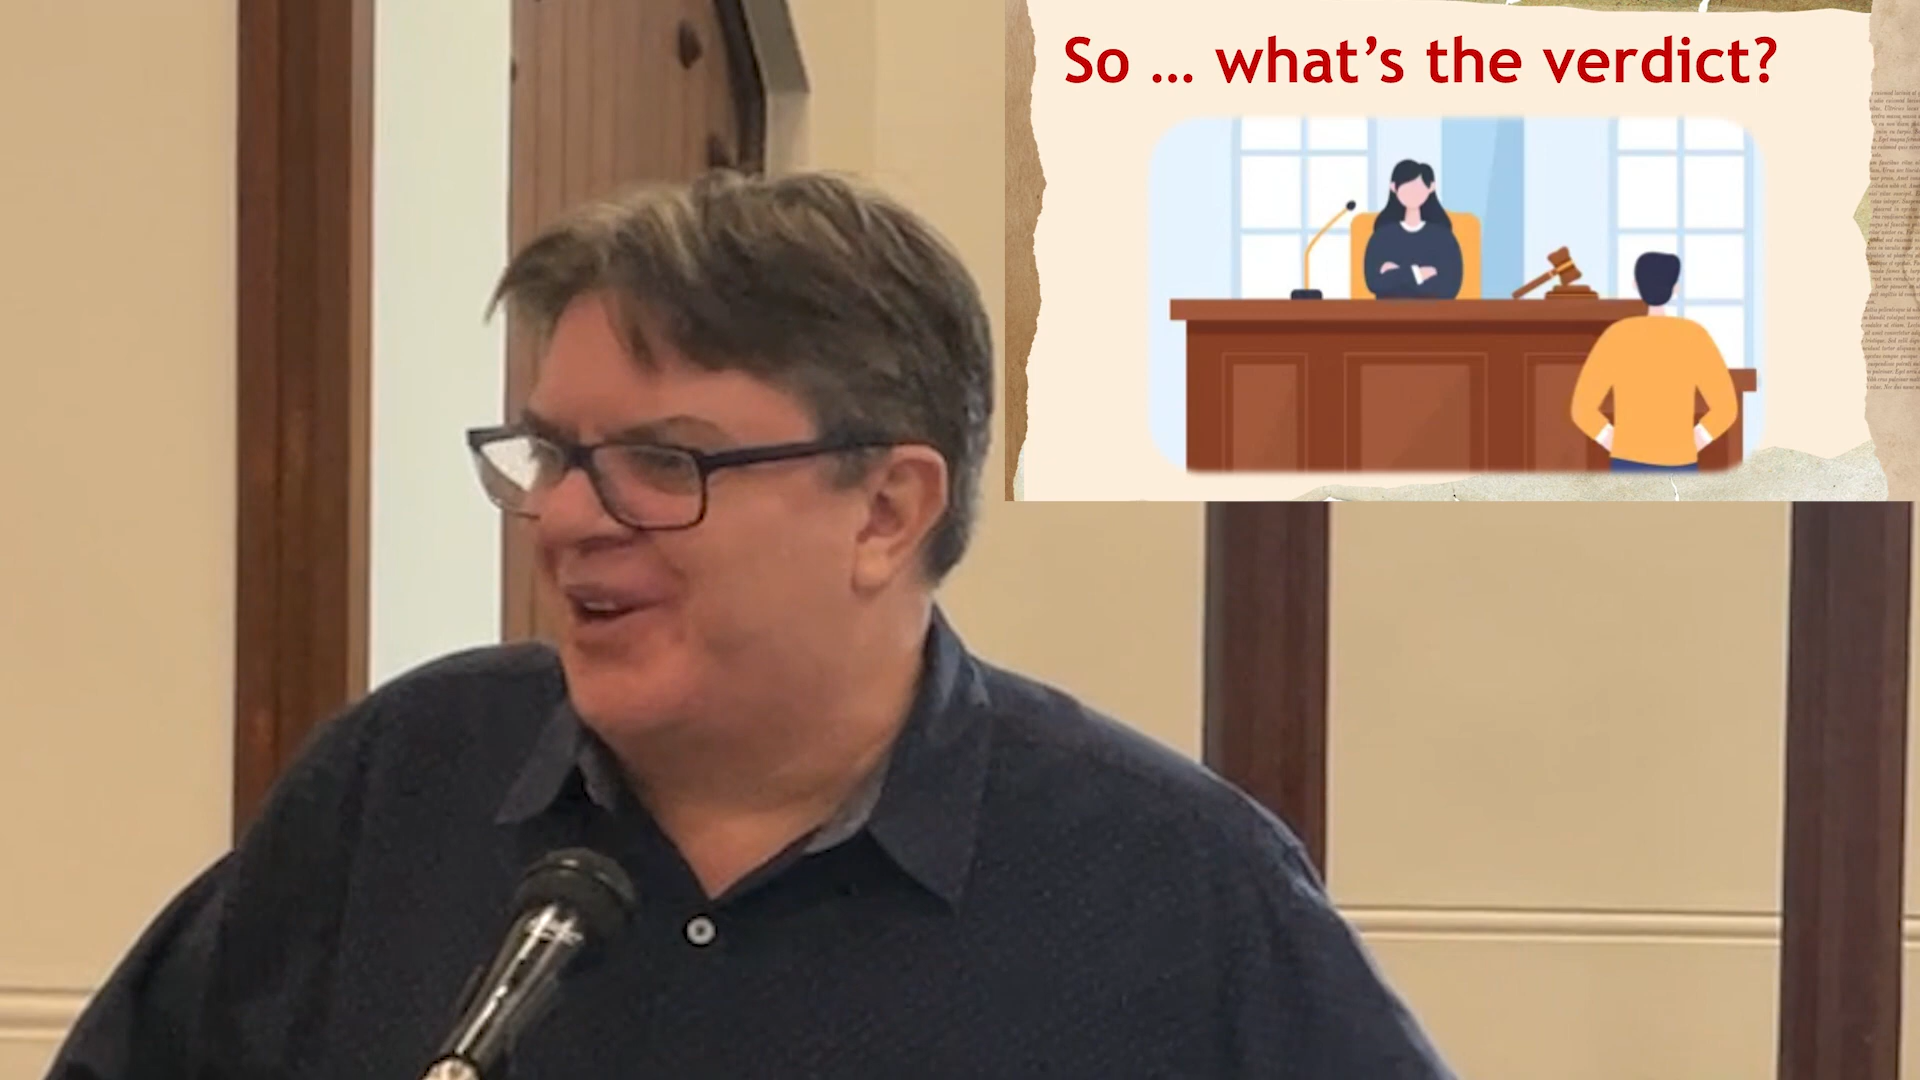 So … what’s the verdict?